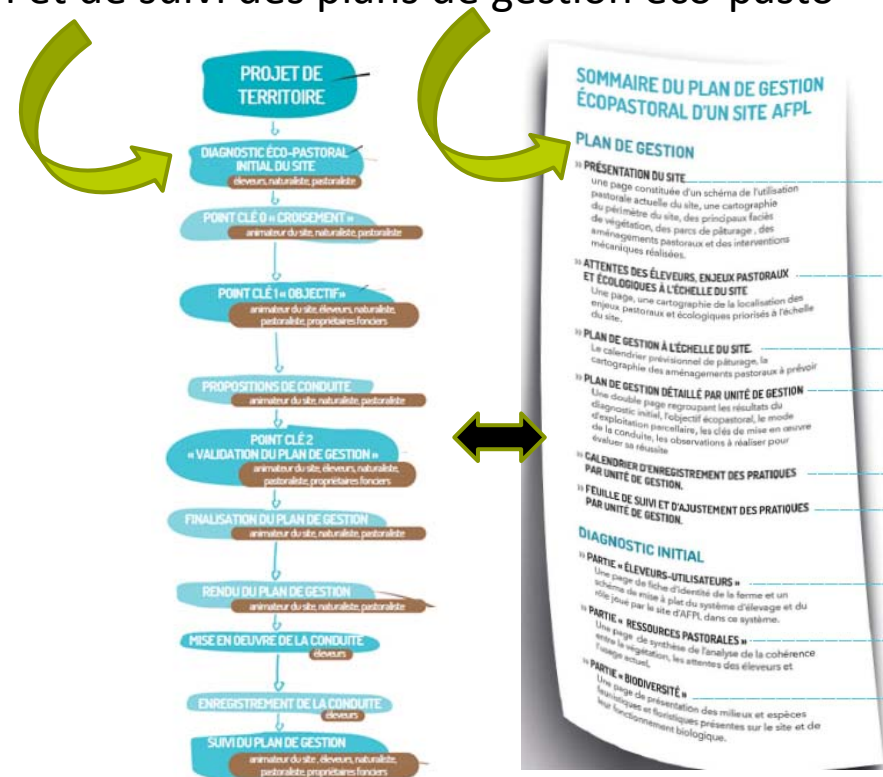 et de suivi des plans de gestion éco-pasto
PROJET DE
TERRITOIRE
DIAGNOSTIC ÉCO-PASTORAL
INITIAL DU SITE
éleveurs, naturaliste, pastoraliste
POINT CLÉ 0 « CROISEMENT »
animateur du site, naturaliste, pastoraliste
POINT CLÉ 1 « OBJECTIF »
animateur du site, éleveurs, naturaliste,
pastoraliste, propriétaires fonciers
PROPOSITIONS DE CONDUITE
animateur du site, naturaliste, pastoraliste
POINT CLÉ 2
« VALIDATION DU PLAN DE GESTION »
animateur du site, éleveurs, naturaliste,
pastoraliste, propriétaires fonciers
FINALISATION DU PLAN DE GESTION
animateur du site, naturaliste, pastoraliste
RENDU DU PLAN DE GESTION
animateur du site, naturaliste, pastoraliste
MISE EN OEUVRE DE LA CONDUITE
éleveurs
ENREGISTREMENT DE LA CONDUITE
éleveurs
SUIVI DU PLAN DE GESTION
animateur du site, éleveurs, naturaliste,
pastoraliste, propriétaires fonciers
SOMMAIRE DU PLAN DE GESTION
ÉCOPASTORAL D'UN SITE AFPL
PLAN DE GESTION
» PRÉSENTATION DU SITE
une page constituée d'un schéma de l'utilisation
pastorale actuelle du site, une cartographie
du périmètre du site, des principaux faciès
de végétation, des parcs de pâturage , des
aménagements pastoraux et des interventions
mécaniques réalisées.
» ATTENTES DES ÉLEVEURS, ENJEUX PASTORAUX
ET ÉCOLOGIQUES À L'ÉCHELLE DU SITE
Une page, une cartographie de la localisation des
enjeux pastoraux et écologiques priorisés à l'échelle
du site.
» PLAN DE GESTION À L'ÉCHELLE DU SITE.
Le calendrier prévisionnel de pâturage, la
cartographie des aménagements pastoraux à prévoir
» PLAN DE GESTION DÉTAILLÉ PAR UNITÉ DE GESTION
Une double page regroupant les résultats du
diagnostic initial, l'objectif écopastoral, le mode
d'exploitation parcellaire, les clés de mise en œuvre
de la conduite, les observations à réaliser pour
évaluer sa réussite
» CALENDRIER D'ENREGISTREMENT DES PRATIQUES
PAR UNITÉ DE GESTION.
» FEUILLE DE SUIVI ET D'AJUSTEMENT DES PRATIQUES
PAR UNITÉ DE GESTION.
DIAGNOSTIC INITIAL
» PARTIE « ÉLEVEURS-UTILISATEURS »
Une page de fiche d'identité de la ferme et un
schéma de mise à plat du système d'élevage et du
rôle joué par le site d'AFPL dans ce système.
» PARTIE « RESSOURCES PASTORALES »
Une page de synthèse de l'analyse de la cohérence
entre la végétation, les attentes des éleveurs et
l'usage actuel.
» PARTIE « BIODIVERSITÉ »
Une page de présentation des milieux et espèces
faunistiques et floristiques présentes sur le site et de
leur fonctionnement biologique.